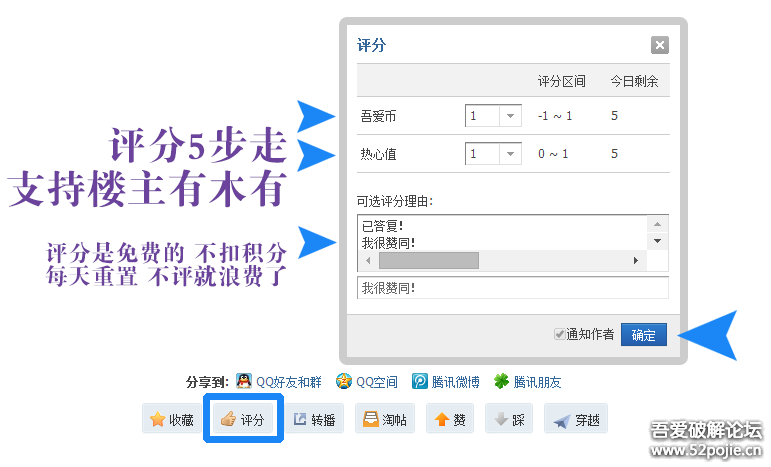 评分
评分区间 今日剩余
吾爱币 1 -1 ~ 1 5
热心值 1 0 ~ 1 5
评分5步走
支持楼主有木有
可选评分理由:
已答复!
我很赞同!
我很赞同!
评分是免费的 不扣积分
每天重置 不评就浪费了
通知作者 确定
分享到: QQ好友和群 QQ空间 腾讯微博 腾讯朋友
收藏 评分 转播 淘帖 赞 踩 穿越
吾爱破解论坛
www.52pojie.cn